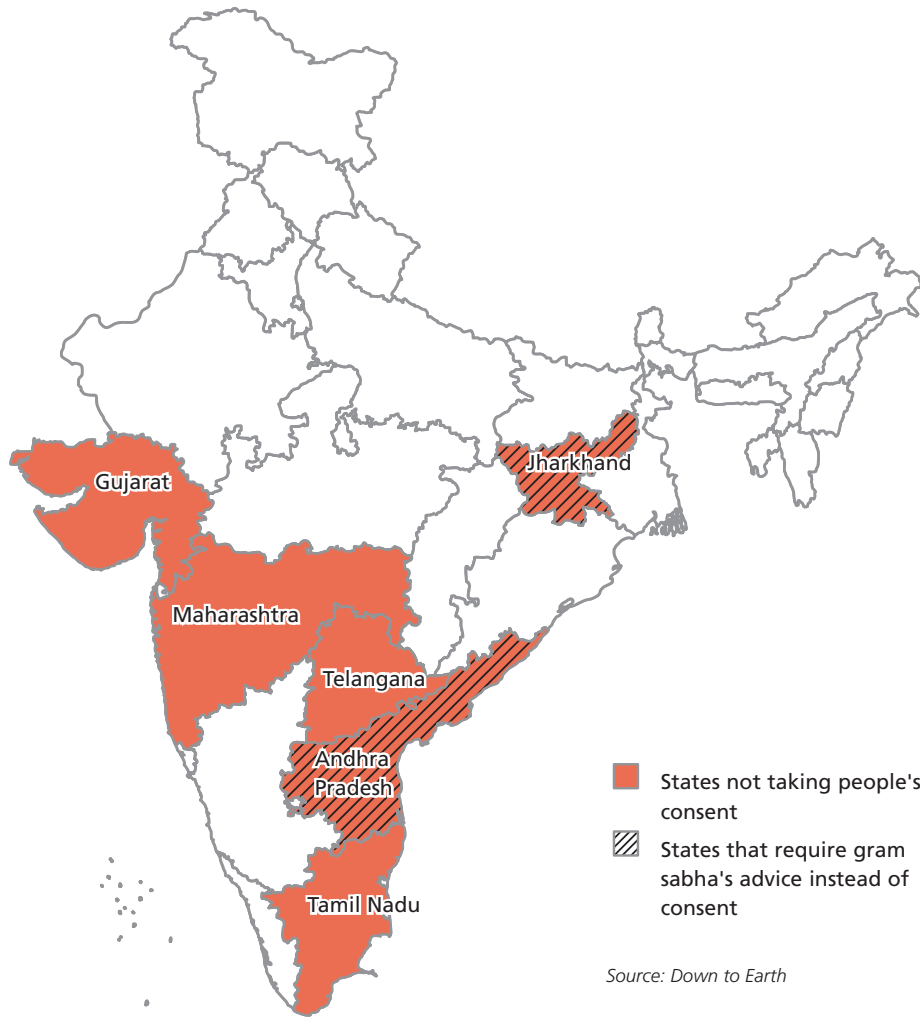 Gujarat
Jharkhand
Maharashtra
Telangana
Andhra
Pradesh
Tamil Nadu
States not taking people's
consent
States that require gram
sabha's advice instead of
consent
Source: Down to Earth